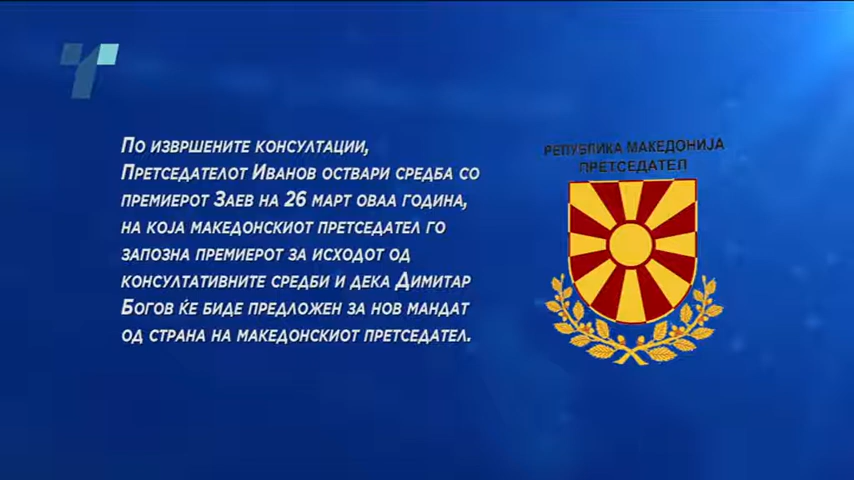 По извршените консултации,
Претседателот Иванов оствари средба со
премиерот Заев на 26 март оваа година,
на која македонскиот претседател го
запозна премиерот за исходот од
консултативните средби и дека Димитар
Богов ќе биде предложен за нов мандат
од страна на македонскиот претседател.
РЕПУБЛИКА МАКЕДОНИЈА
ПРЕТСЕДАТЕЛ